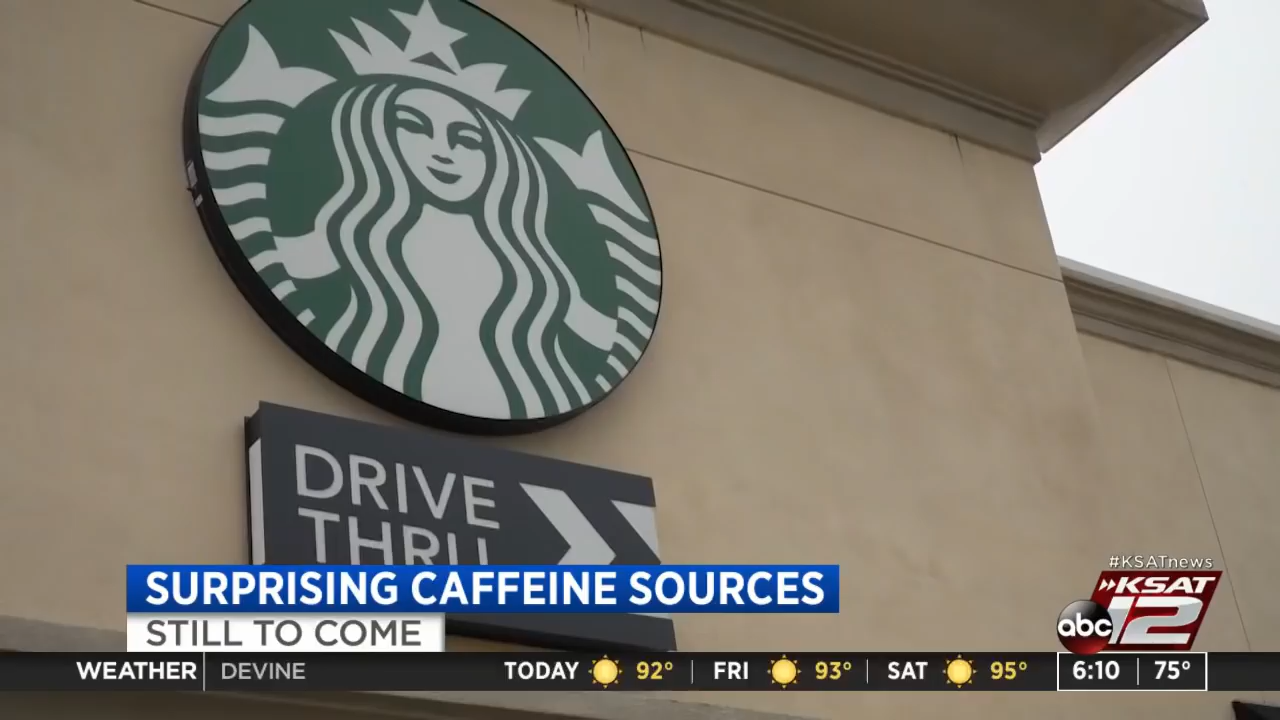 DRIVE
THRU
SURPRISING CAFFEINE SOURCES
STILL TO COME
#KSATnews
KSAT
abc 12
WEATHER DEVINE TODAY 92° FRI 93° SAT 95° 6:10 75°